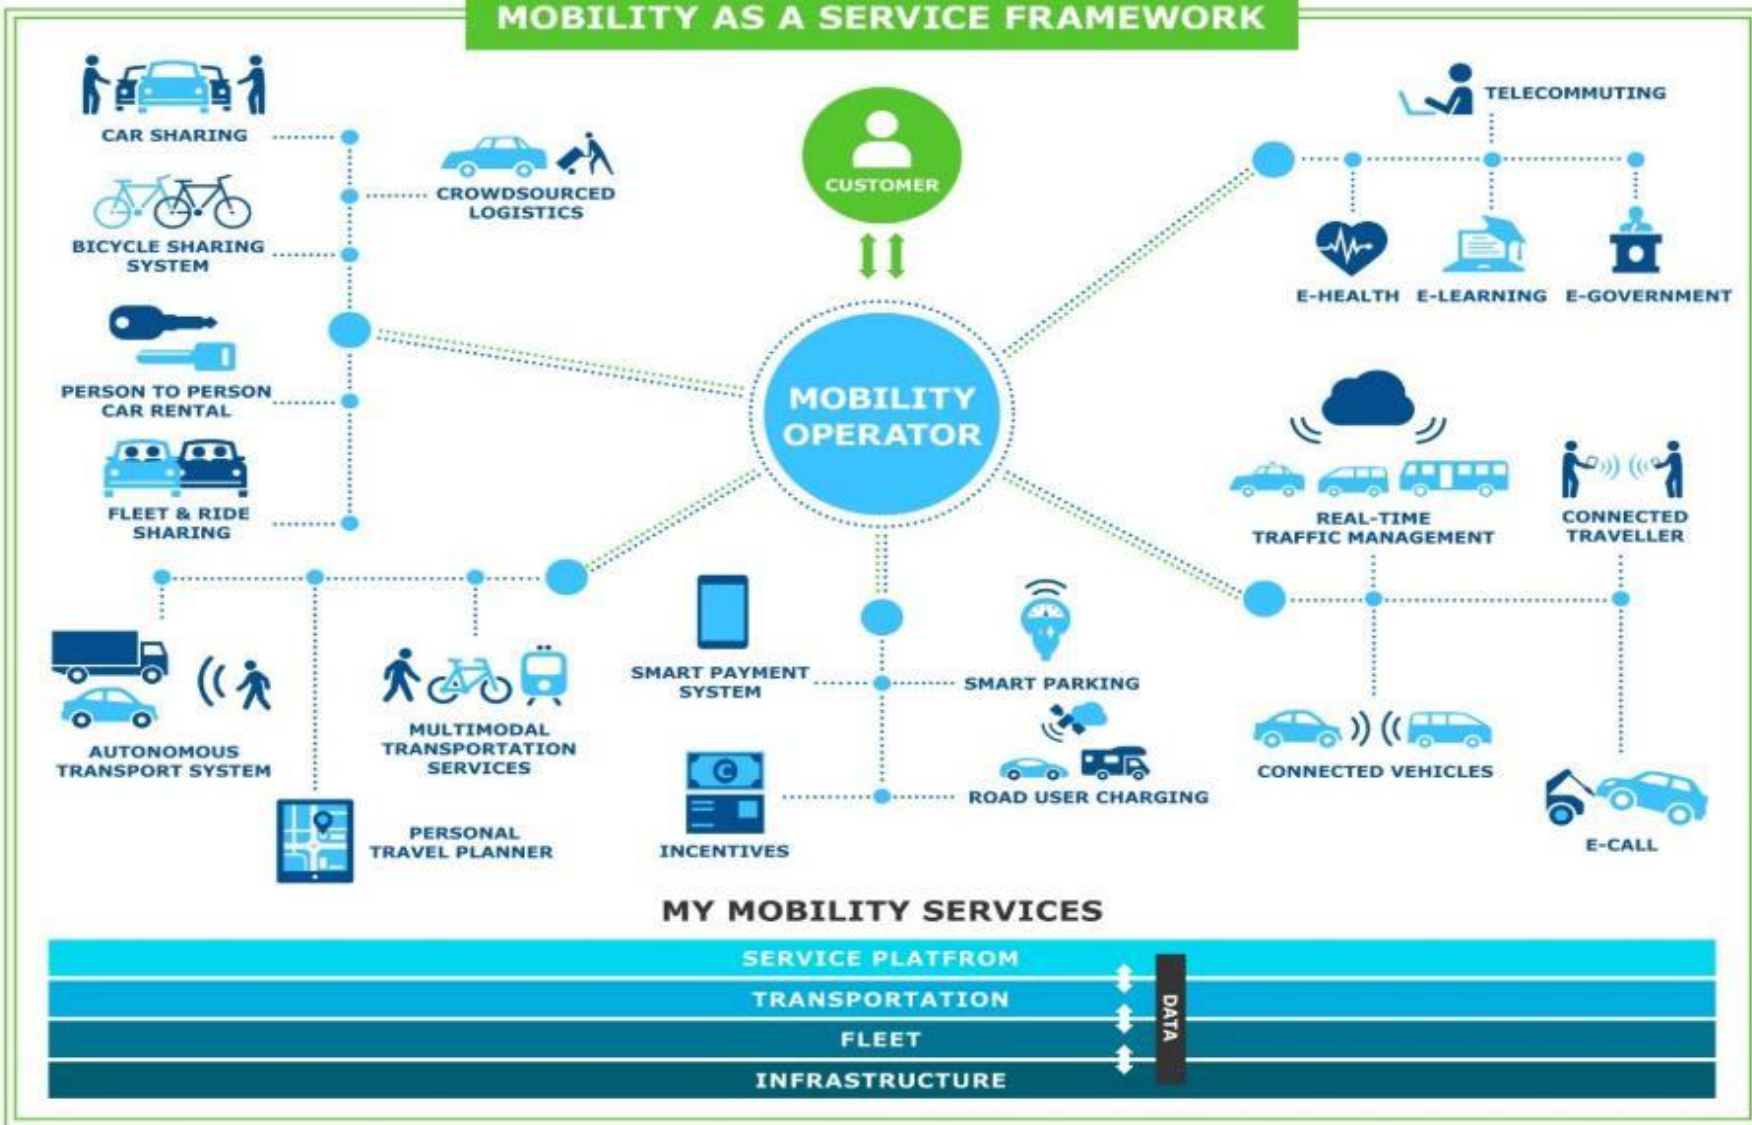 MOBILITY AS A SERVICE FRAMEWORK
CAR SHARING
CROWDSOURCED
LOGISTICS
BICYCLE SHARING
SYSTEM
PERSON TO PERSON
CAR RENTAL
FLEET & RIDE
SHARING
CUSTOMER
MOBILITY
OPERATOR
TELECOMMUTING
E-HEALTH
E-LEARNING
E-GOVERNMENT
REAL-TIME
TRAFFIC MANAGEMENT
CONNECTED
TRAVELLER
CONNECTED VEHICLES
E-CALL
AUTONOMOUS
TRANSPORT SYSTEM
MULTIMODAL
TRANSPORTATION
SERVICES
PERSONAL
TRAVEL PLANNER
SMART PAYMENT
SYSTEM
SMART PARKING
C
INCENTIVES
ROAD USER CHARGING
MY MOBILITY SERVICES
SERVICE PLATFROM
TRANSPORTATION
FLEET
INFRASTRUCTURE
DATA